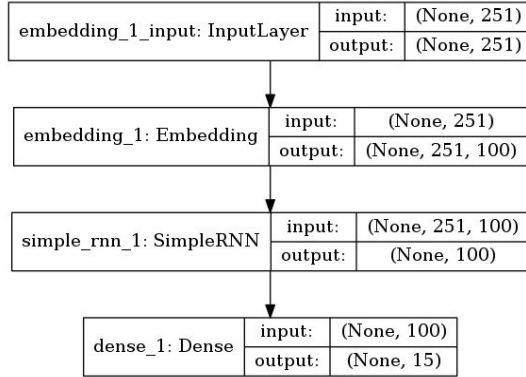 embedding_1_input: InputLayer
input: (None, 251)
output: (None, 251)
embedding_1: Embedding
input: (None, 251)
output: (None, 251, 100)
simple_rnn_1: SimpleRNN
input: (None, 251, 100)
output: (None, 100)
dense_1: Dense
input: (None, 100)
output: (None, 15)